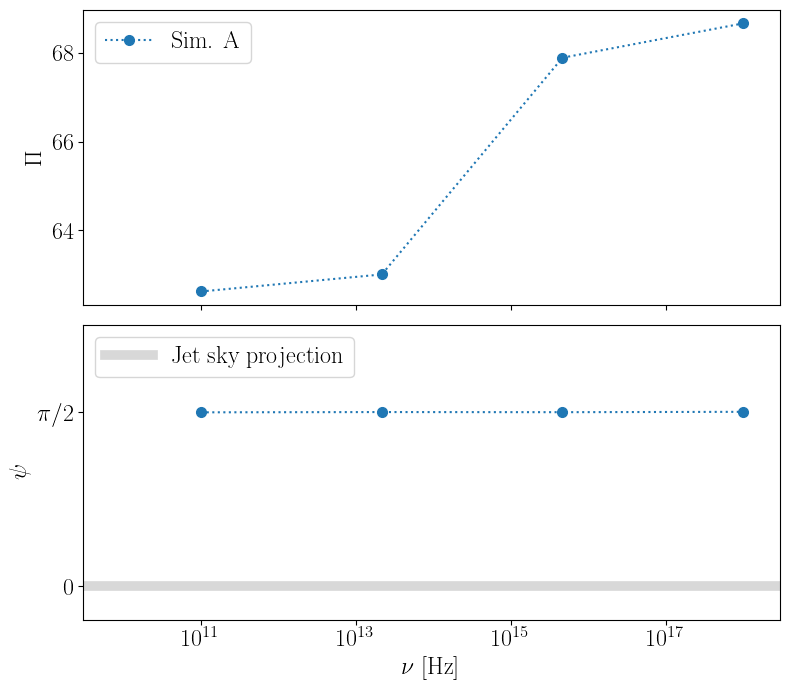 Sim. A
68
66
64
Π
Jet sky projection
π/2
0
ψ
10^{11} 10^{13} 10^{15} 10^{17}
ν [Hz]